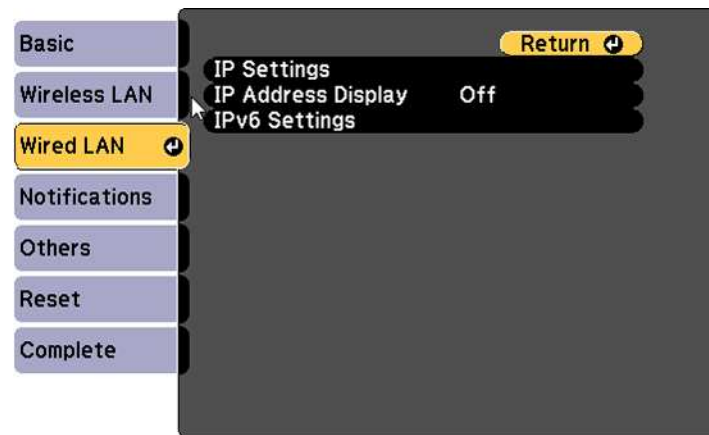 Basic
Wireless LAN
Wired LAN
Notifications
Others
Reset
Complete
Return
IP Settings
IP Address Display Off
IPv6 Settings